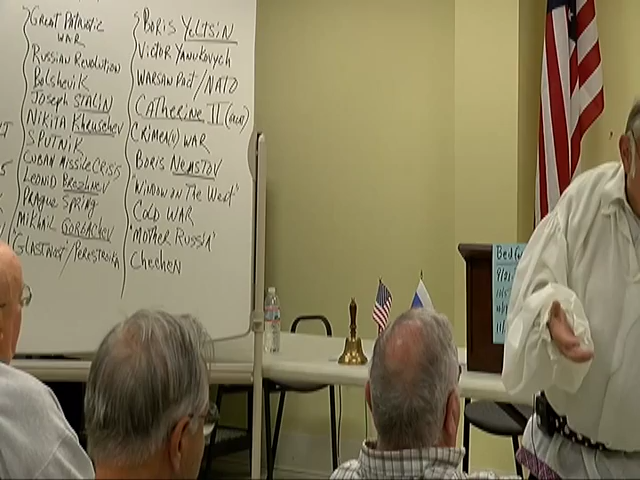 Great Patriotic
War
Russian Revolution
Bolshevik
Joseph STALIN
Nikita Khruschev
SPUTNIK
CUBAN Missile CRISIS
Leonid Brezhnev
Prague Spring
Mikhail GORBACHEV
"GLASTNOST/PERESTROIKA
Boris YELTSIN
Victor Yanukovych
WARSAW Pact/NATO
CATHERINE II
CRIMEA(N) WAR
BORIS NEMSTOV
"WINDOW ON THE WEST"
COLD WAR
"MOTHER RUSSIA"
CHECHEN